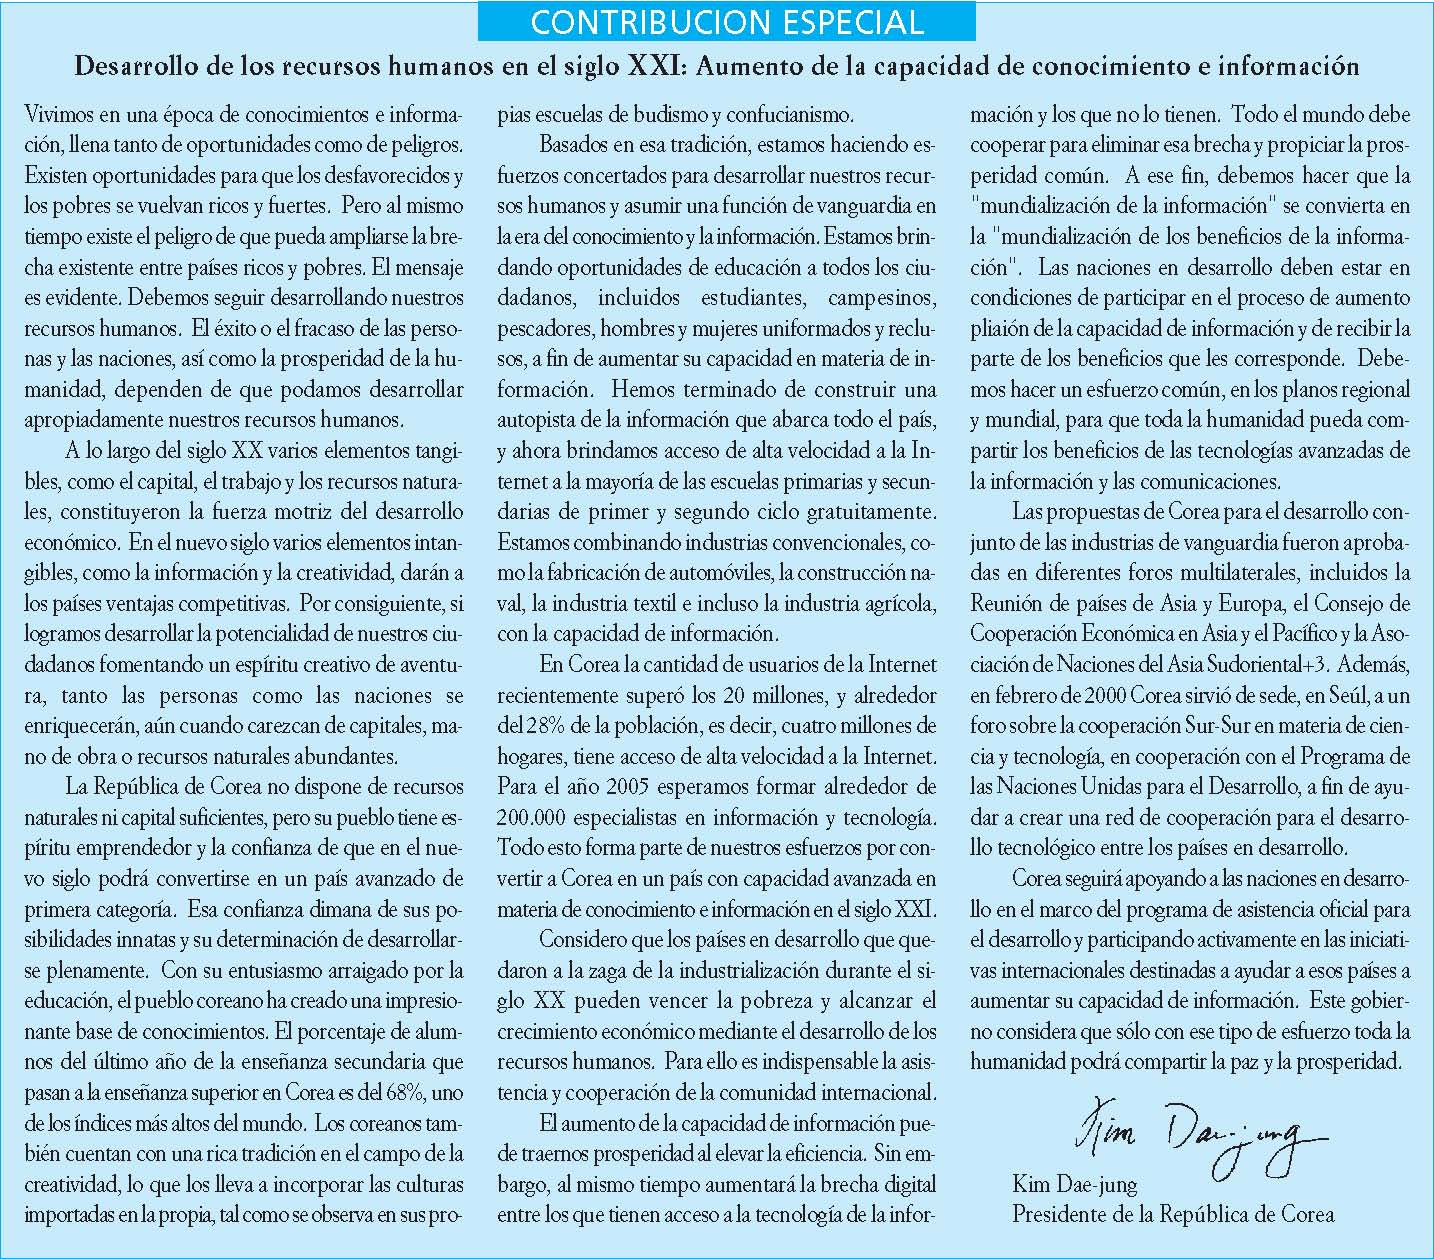 CONTRIBUCION ESPECIAL
Desarrollo de los recursos humanos en el siglo XXI: Aumento de la capacidad de conocimiento e información
Vivimos en una época de conocimientos e informa-
ción, llena tanto de oportunidades como de peligros.
Existen oportunidades para que los desfavorecidos y
los pobres se vuelvan ricos y fuertes. Pero al mismo
tiempo existe el peligro de que pueda ampliarse la bre-
cha existente entre países ricos y pobres. El mensaje
es evidente. Debemos seguir desarrollando nuestros
recursos humanos. El éxito o el fracaso de las perso-
nas y las naciones, así como la prosperidad de la hu-
manidad, dependen de que podamos desarrollar
apropiadamente nuestros recursos humanos.
A lo largo del siglo XX varios elementos tangi-
bles, como el capital, el trabajo y los recursos natura-
les, constituyeron la fuerza motriz del desarrollo
económico. En el nuevo siglo varios elementos intan-
gibles, como la información y la creatividad, darán a
los países ventajas competitivas. Por consiguiente, si
logramos desarrollar la potencialidad de nuestros ciu-
dadanos fomentando un espíritu creativo de aventu-
ra, tanto las personas como las naciones se
enriquecerán, aún cuando carezcan de capitales, ma-
no de obra o recursos naturales abundantes.
La República de Corea no dispone de recursos
naturales ni capital suficientes, pero su pueblo tiene es-
píritu emprendedor y la confianza de que en el nue-
vo siglo podrá convertirse en un país avanzado de
primera categoría. Esa confianza dimana de sus po-
sibilidades innatas y su determinación de desarrollar-
se plenamente. Con su entusiasmo arraigado por la
educación, el pueblo coreano ha creado una impresio-
nante base de conocimientos. El porcentaje de alum-
nos del último año de la enseñanza secundaria que
pasan a la enseñanza superior en Corea es del 68%, uno
de los índices más altos del mundo. Los coreanos tam-
bién cuentan con una rica tradición en el campo de la
creatividad, lo que los lleva a incorporar las culturas
importadas en la propia, tal como se observa en sus pro-
pias escuelas de budismo y confucianismo.
Basados en esa tradición, estamos haciendo es-
fuerzos concertados para desarrollar nuestros recur-
sos humanos y asumir una función de vanguardia en
la era del conocimiento y la información. Estamos brin-
dando oportunidades de educación a todos los ciu-
dadanos, incluidos estudiantes, campesinos,
pescadores, hombres y mujeres uniformados y reclu-
sos, a fin de aumentar su capacidad en materia de in-
formación. Hemos terminado de construir una
autopista de la información que abarca todo el país,
y ahora brindamos acceso de alta velocidad a la In-
ternet a la mayoría de las escuelas primarias y secun-
darias de primer y segundo ciclo gratuitamente.
Estamos combinando industrias convencionales, co-
mo la fabricación de automóviles, la construcción na-
val, la industria textil e incluso la industria agrícola,
con la capacidad de información.
En Corea la cantidad de usuarios de la Internet
recientemente superó los 20 millones, y alrededor
del 28% de la población, es decir, cuatro millones de
hogares, tiene acceso de alta velocidad a la Internet.
Para el año 2005 esperamos formar alrededor de
200.000 especialistas en información y tecnología.
Todo esto forma parte de nuestros esfuerzos por con-
vertir a Corea en un país con capacidad avanzada en
materia de conocimiento e información en el siglo XXI.
Considero que los países en desarrollo que que-
daron a la zaga de la industrialización durante el si-
glo XX pueden vencer la pobreza y alcanzar el
crecimiento económico mediante el desarrollo de los
recursos humanos. Para ello es indispensable la asis-
tencia y cooperación de la comunidad internacional.
El aumento de la capacidad de información pue-
de traernos prosperidad al elevar la eficiencia. Sin em-
bargo, al mismo tiempo aumentará la brecha digital
entre los que tienen acceso a la tecnología de la infor-
mación y los que no lo tienen. Todo el mundo debe
cooperar para eliminar esa brecha y propiciar la pros-
peridad común. A ese fin, debemos hacer que la
"mundialización de la información" se convierta en
la "mundialización de los beneficios de la informa-
ción". Las naciones en desarrollo deben estar en
condiciones de participar en el proceso de aumento
pliaión de la capacidad de información y de recibir la
parte de los beneficios que les corresponde. Debe-
mos hacer un esfuerzo común, en los planos regional
y mundial, para que toda la humanidad pueda com-
partir los beneficios de las tecnologías avanzadas de
la información y las comunicaciones.
Las propuestas de Corea para el desarrollo con-
junto de las industrias de vanguardia fueron aproba-
das en diferentes foros multilaterales, incluidos la
Reunión de países de Asia y Europa, el Consejo de
Cooperación Económica en Asia y el Pacífico y la Aso-
ciación de Naciones del Asia Sudoriental+3. Además,
en febrero de 2000 Corea sirvió de sede, en Seúl, a un
foro sobre la cooperación Sur-Sur en materia de cien-
cia y tecnología, en cooperación con el Programa de
las Naciones Unidas para el Desarrollo, a fin de ayu-
dar a crear una red de cooperación para el desarro-
llo tecnológico entre los países en desarrollo.
Corea seguirá apoyando a las naciones en desarro-
llo en el marco del programa de asistencia oficial para
el desarrollo y participando activamente en las iniciati-
vas internacionales destinadas a ayudar a esos países a
aumentar su capacidad de información. Este gobier-
no considera que sólo con ese tipo de esfuerzo toda la
humanidad podrá compartir la paz y la prosperidad.
Kim Dae-jung
Kim Dae-jung
Presidente de la República de Corea